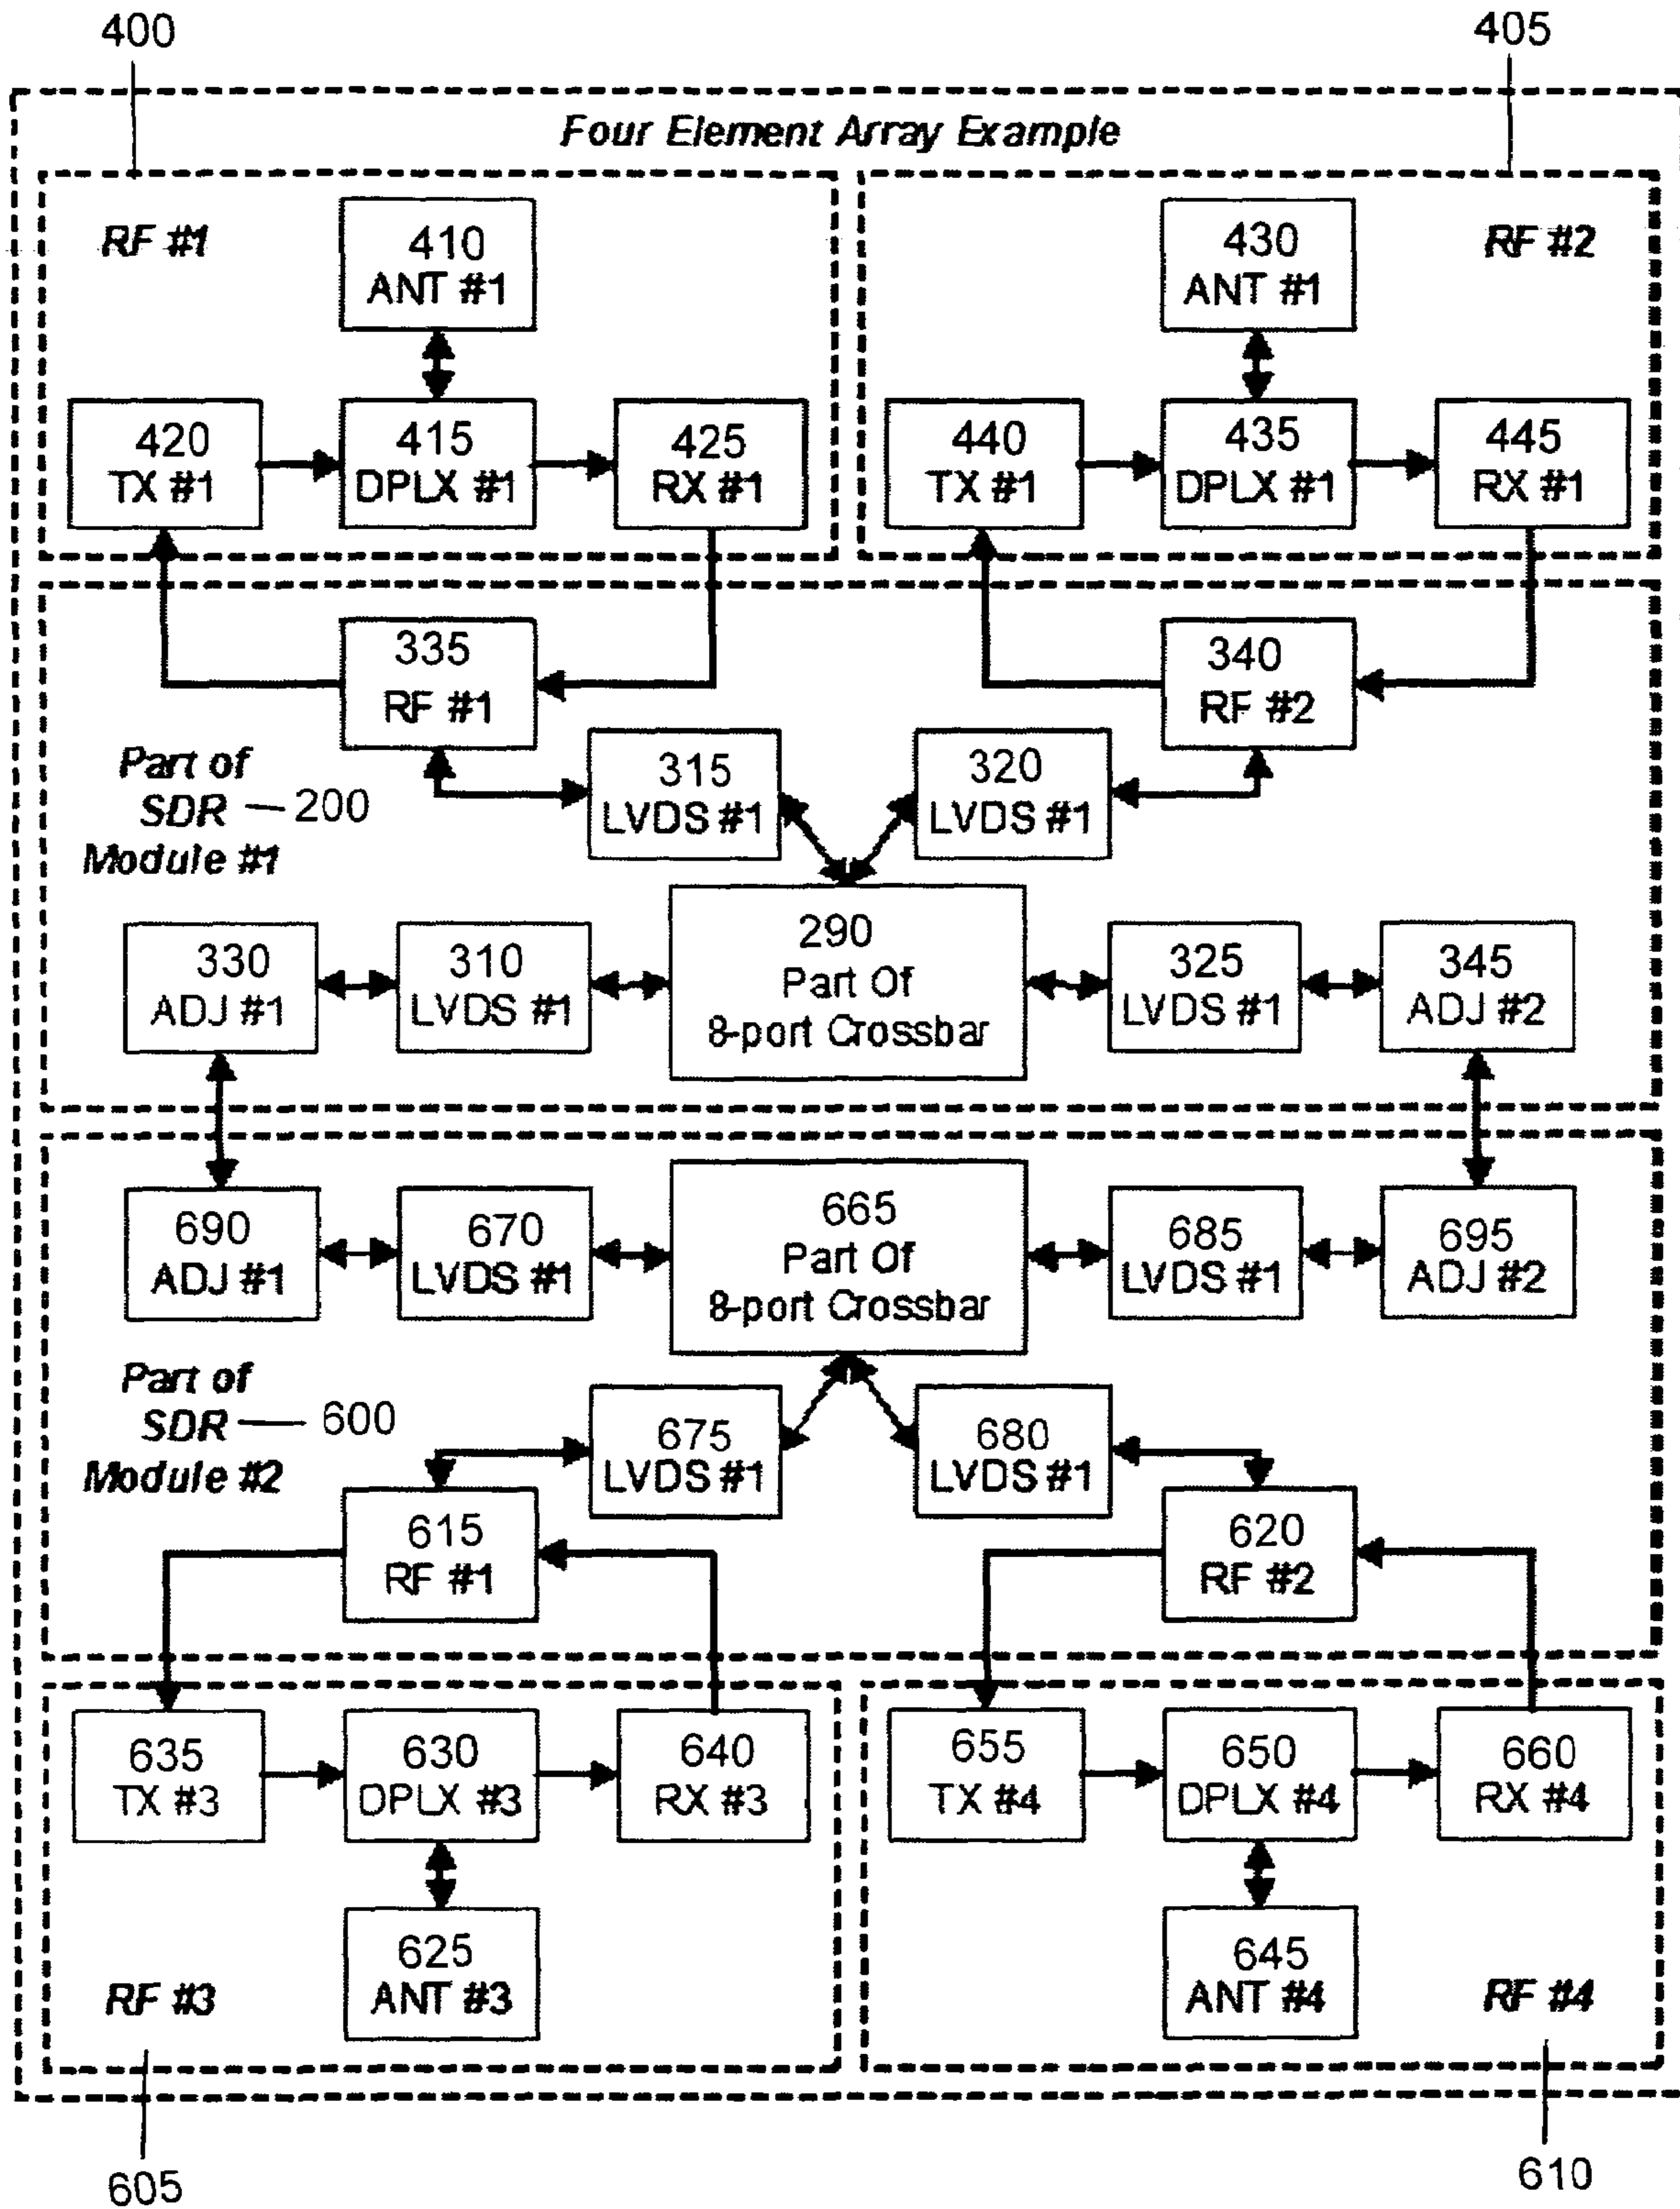 400
405
Four Element Array Example
RF #1
410
ANT #1
430
ANT #1
RF #2
420
TX #1
415
DPLX #1
425
RX #1
440
TX #1
435
DPLX #1
445
RX #1
335
RF #1
340
RF #2
Part of
SDR
Module #1
200
315
LVDS #1
320
LVDS #1
330
ADJ #1
310
LVDS #1
290
Part Of
8-port Crossbar
325
LVDS #1
345
ADJ #2
690
ADJ #1
670
LVDS #1
665
Part Of
8-port Crossbar
685
LVDS #1
695
ADJ #2
Part of
SDR
Module #2
600
675
LVDS #1
680
LVDS #1
615
RF #1
620
RF #2
635
TX #3
630
DPLX #3
640
RX #3
655
TX #4
650
DPLX #4
660
RX #4
RF #3
625
ANT #3
645
ANT #4
RF #4
605
610